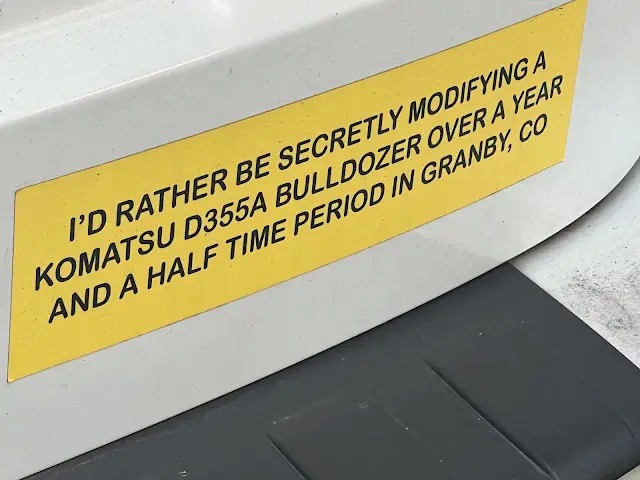 I'D RATHER BE SECRETLY MODIFYING A
KOMATSU D355A BULLDOZER OVER A YEAR
AND A HALF TIME PERIOD IN GRANBY, CO